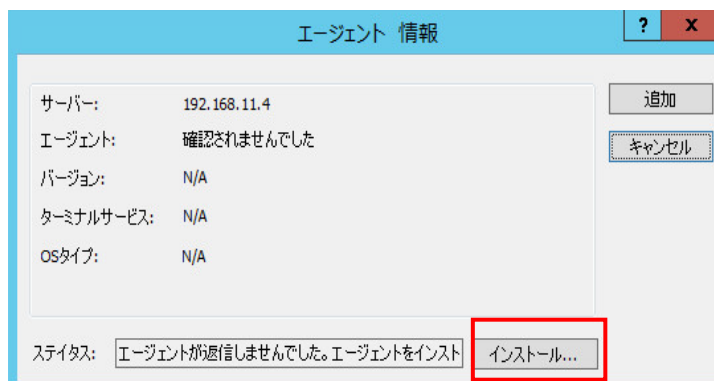 エージェント 情報
? x
サーバー: 192.168.11.4 追加
エージェント: 確認されませんでした キャンセル
バージョン: N/A
ターミナルサービス: N/A
OSタイプ: N/A
ステイタス: エージェントが返信しませんでした。エージェントをインスト インストール...